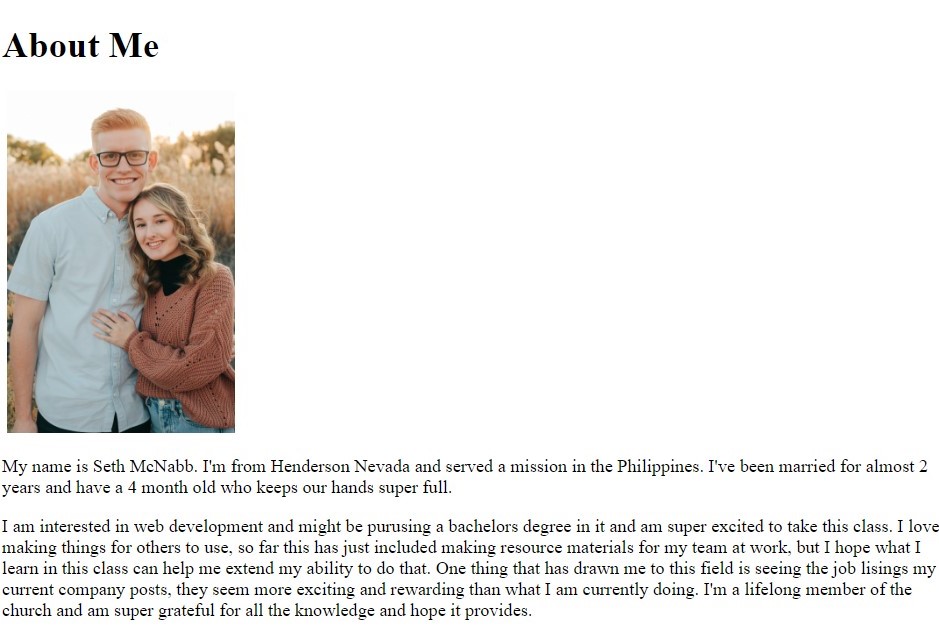 About Me
My name is Seth McNabb. I'm from Henderson Nevada and served a mission in the Philippines. I've been married for almost 2
years and have a 4 month old who keeps our hands super full.
I am interested in web development and might be purusing a bachelors degree in it and am super excited to take this class. I love
making things for others to use, so far this has just included making resource materials for my team at work, but I hope what I
learn in this class can help me extend my ability to do that. One thing that has drawn me to this field is seeing the job lisings my
current company posts, they seem more exciting and rewarding than what I am currently doing. I'm a lifelong member of the
church and am super grateful for all the knowledge and hope it provides.